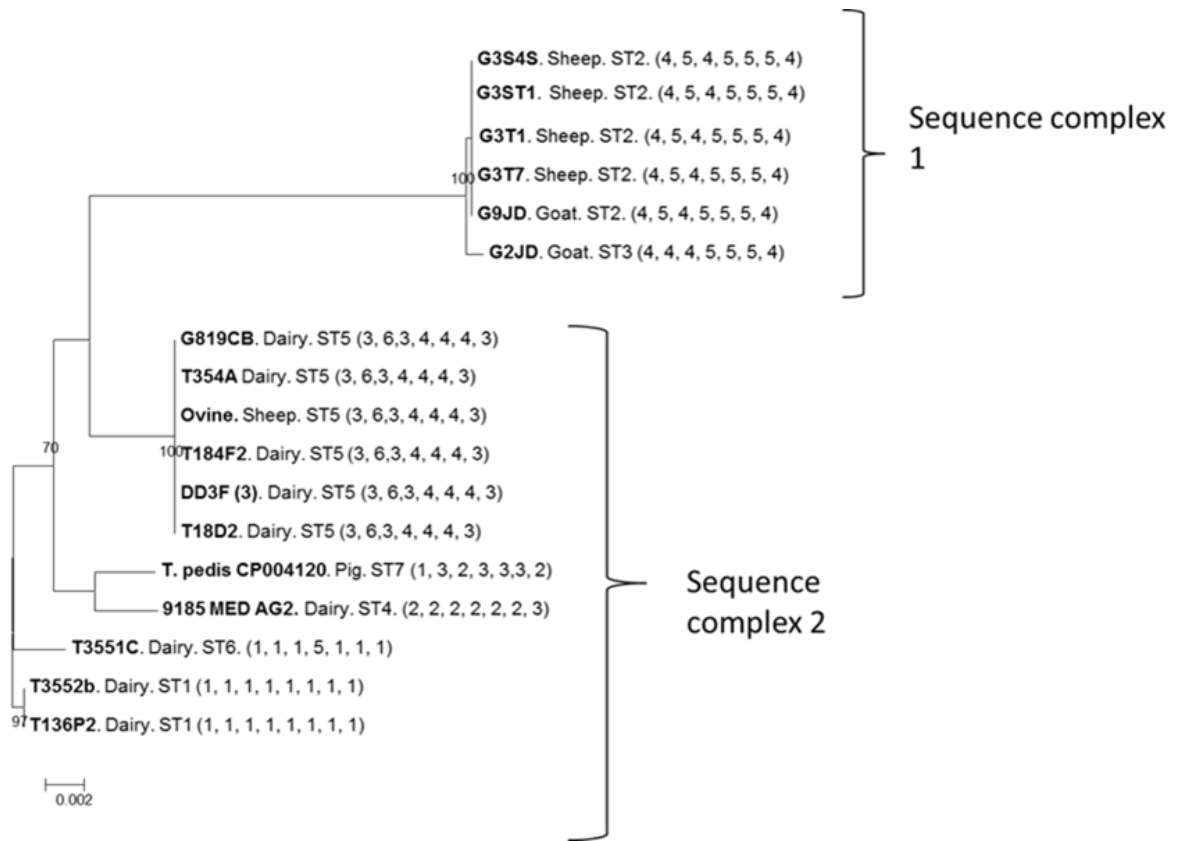 G3S4S. Sheep. ST2. (4, 5, 4, 5, 5, 5, 4)
G3ST1. Sheep. ST2. (4, 5, 4, 5, 5, 5, 4)
G3T1. Sheep. ST2. (4, 5, 4, 5, 5, 5, 4)
100
G3T7. Sheep. ST2. (4, 5, 4, 5, 5, 5, 4)
G9JD. Goat. ST2. (4, 5, 4, 5, 5, 5, 4)
G2JD. Goat. ST3 (4, 4, 4, 5, 5, 5, 4)
Sequence complex
1
G819CB. Dairy. ST5 (3, 6,3, 4, 4, 4, 3)
T354A Dairy. ST5 (3, 6,3, 4, 4, 4, 3)
Ovine. Sheep. ST5 (3, 6,3, 4, 4, 4, 3)
70
100
T184F2. Dairy. ST5 (3, 6,3, 4, 4, 4, 3)
DD3F (3). Dairy. ST5 (3, 6,3, 4, 4, 4, 3)
T18D2. Dairy. ST5 (3, 6,3, 4, 4, 4, 3)
T. pedis CP004120. Pig. ST7 (1, 3, 2, 3, 3,3, 2)
9185 MED AG2. Dairy. ST4. (2, 2, 2, 2, 2, 2, 3)
T3551C. Dairy. ST6. (1, 1, 1, 5, 1, 1, 1)
T3552b. Dairy. ST1 (1, 1, 1, 1, 1, 1, 1, 1)
97
T136P2. Dairy. ST1 (1, 1, 1, 1, 1, 1, 1, 1)
Sequence
complex 2
0.002